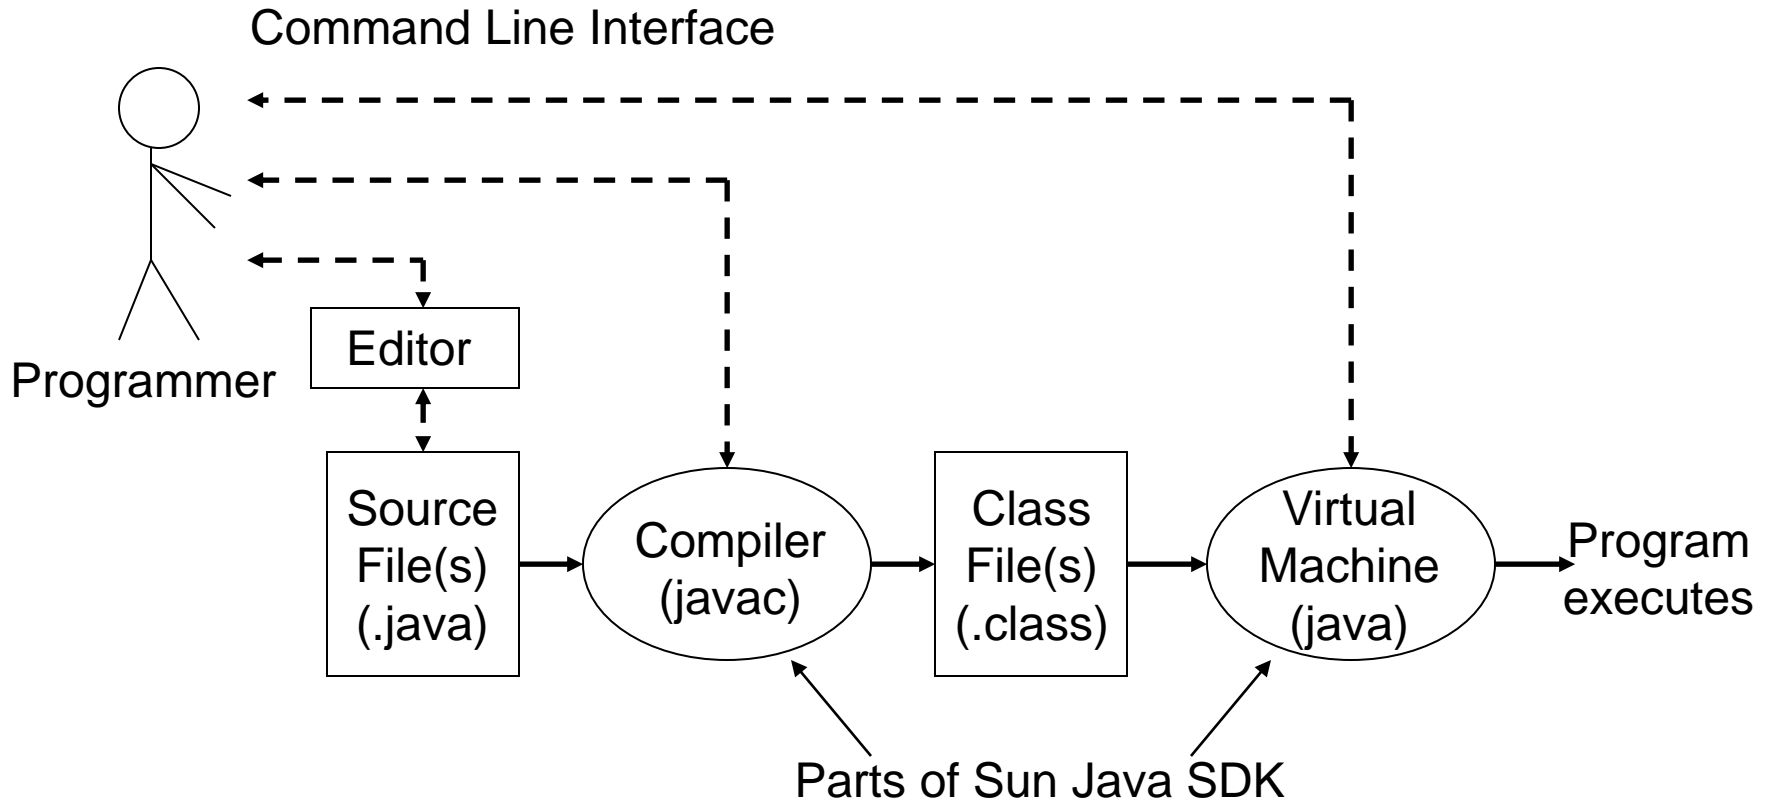 Command Line Interface
Programmer
Editor
Source
File(s)
(.java)
Compiler
(javac)
Class
File(s)
(.class)
Virtual
Machine
(java)
Program
executes
Parts of Sun Java SDK